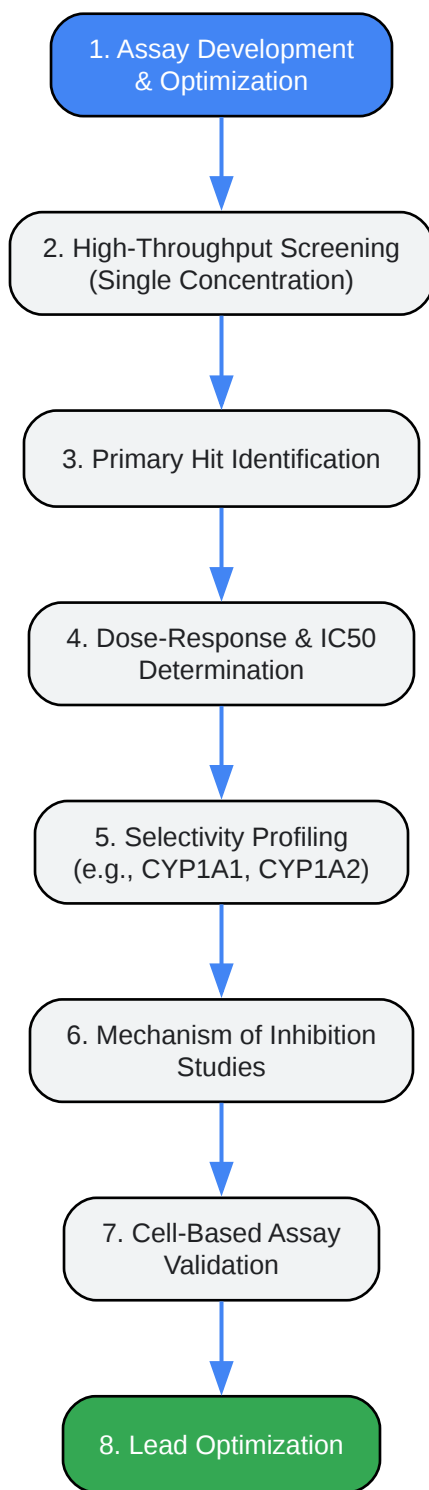 1. Assay Development
& Optimization
2. High-Throughput Screening
(Single Concentration)
3. Primary Hit Identification
4. Dose-Response & IC50
Determination
5. Selectivity Profiling
(e.g., CYP1A1, CYP1A2)
6. Mechanism of Inhibition
Studies
7. Cell-Based Assay
Validation
8. Lead Optimization